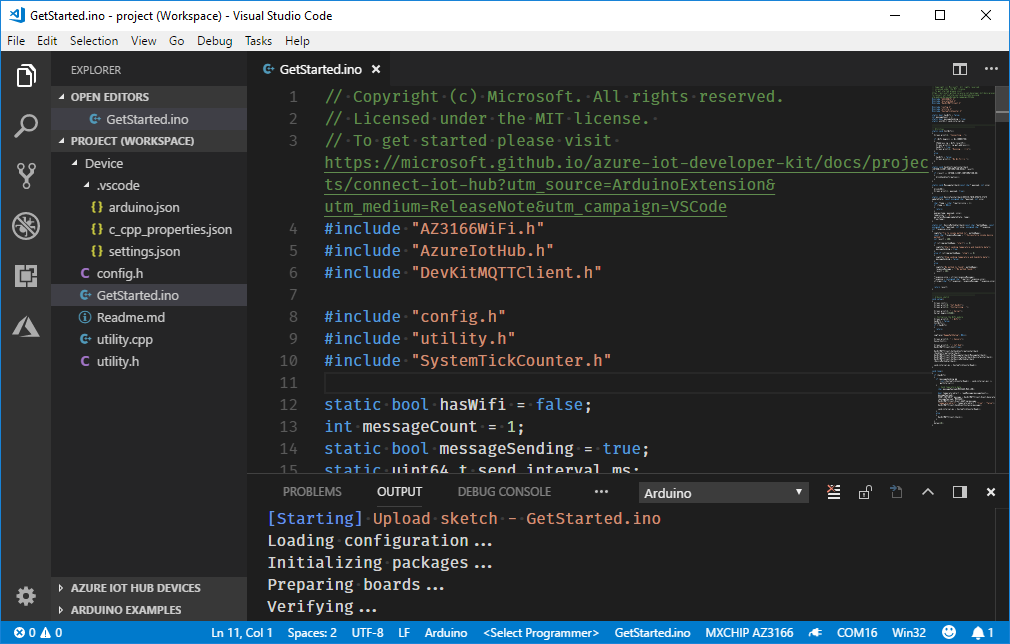 GetStarted.ino - project (Workspace) - Visual Studio Code
File Edit Selection View Go Debug Tasks Help
EXPLORER
OPEN EDITORS
GetStarted.ino
PROJECT (WORKSPACE)
Device
.vscode
arduino.json
c_cpp_properties.json
settings.json
config.h
GetStarted.ino
Readme.md
utility.cpp
utility.h
AZURE IOT HUB DEVICES
ARDUINO EXAMPLES
GetStarted.ino
1 // Copyright (c) Microsoft. All rights reserved.
2 // Licensed under the MIT license.
3 // To get started please visit
https://microsoft.github.io/azure-iot-developer-kit/docs/projec
ts/connect-iot-hub?utm_source=ArduinoExtension&
utm_medium=ReleaseNote&utm_campaign=VSCode
4 #include "AZ3166WiFi.h"
5 #include "AzureIotHub.h"
6 #include "DevKitMQTTClient.h"
7
8 #include "config.h"
9 #include "utility.h"
10 #include "SystemTickCounter.h"
11
12 static bool hasWifi = false;
13 int messageCount = 1;
14 static bool messageSending = true;
15 static uint64_t send_interval_ms;
PROBLEMS OUTPUT DEBUG CONSOLE ··· Arduino
[Starting] Upload sketch - GetStarted.ino
Loading configuration...
Initializing packages...
Preparing boards...
Verifying...
0 0 Ln 11, Col 1 Spaces: 2 UTF-8 LF Arduino <Select Programmer> GetStarted.ino MXCHIP AZ3166 COM16 Win32 1